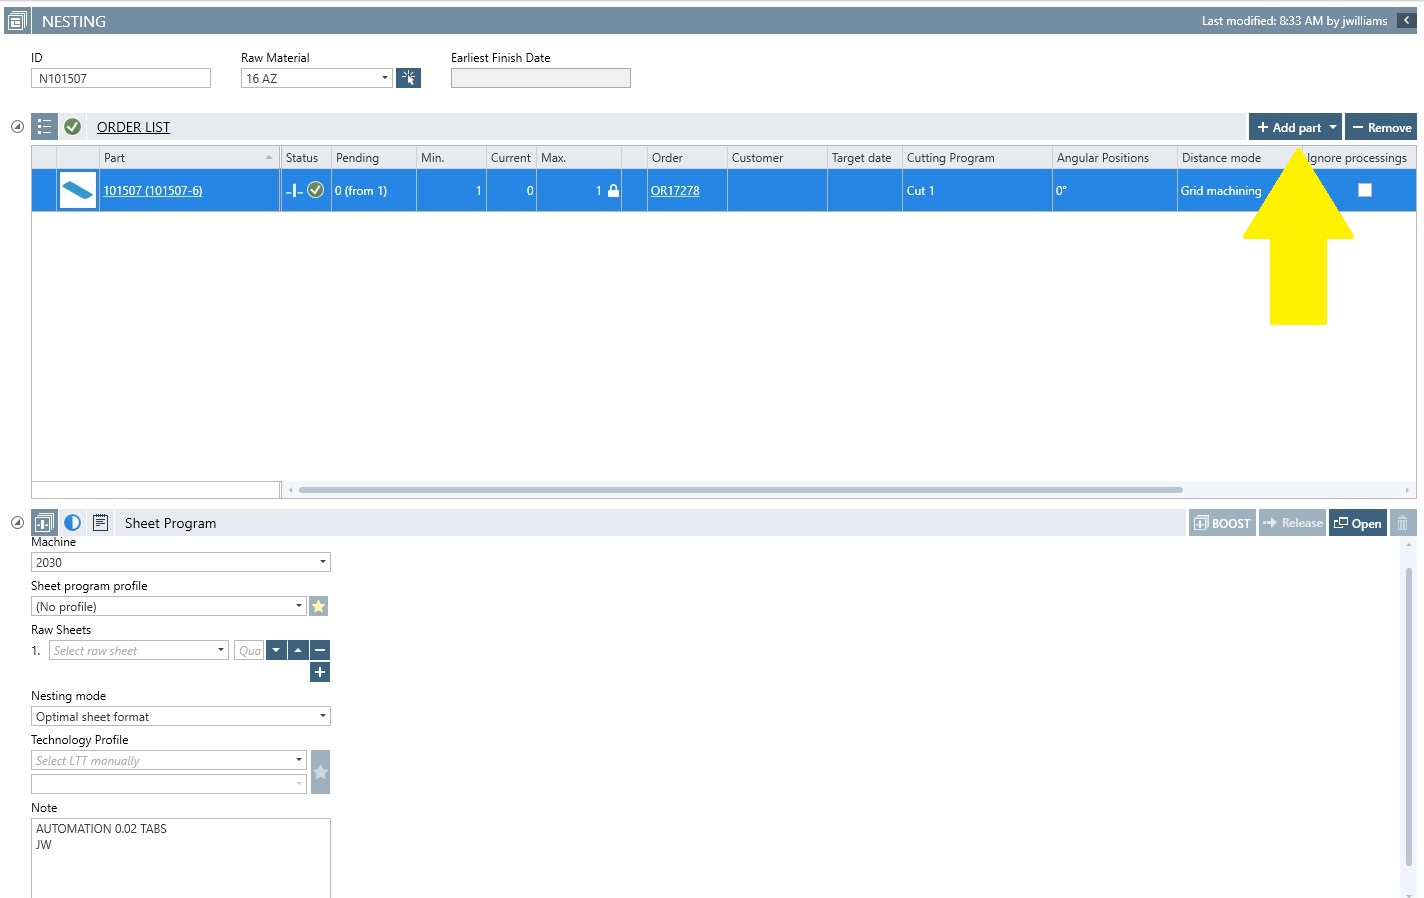 NESTING Last modified: 8:33 AM by jwilliams
ID Raw Material Earliest Finish Date
N101507 16 AZ
ORDER LIST + Add part − Remove
Part Status Pending Min. Current Max. Order Customer Target date Cutting Program Angular Positions Distance mode Ignore processings
101507 (101507-6) 0 (from 1) 1 0 1 OR17278 Cut 1 0° Grid machining
Sheet Program BOOST Release Open
Machine
2030
Sheet program profile
(No profile)
Raw Sheets
1. Select raw sheet Qua
Nesting mode
Optimal sheet format
Technology Profile
Select LTT manually
Note
AUTOMATION 0.02 TABS
JW